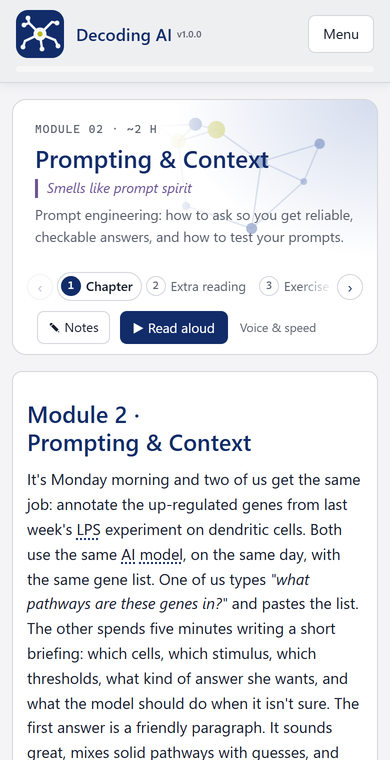 Decoding AI v1.0.0
Menu
MODULE 02 · ~2 H
Prompting & Context
Smells like prompt spirit
Prompt engineering: how to ask so you get reliable,
checkable answers, and how to test your prompts.
‹ 1 Chapter 2 Extra reading 3 Exercise ›
Notes Read aloud Voice & speed
Module 2 ·
Prompting & Context
It's Monday morning and two of us get the same
job: annotate the up-regulated genes from last
week's LPS experiment on dendritic cells. Both
use the same AI model, on the same day, with
the same gene list. One of us types "what
pathways are these genes in?" and pastes the list.
The other spends five minutes writing a short
briefing: which cells, which stimulus, which
thresholds, what kind of answer she wants, and
what the model should do when it isn't sure. The
first answer is a friendly paragraph. It sounds
great, mixes solid pathways with guesses, and